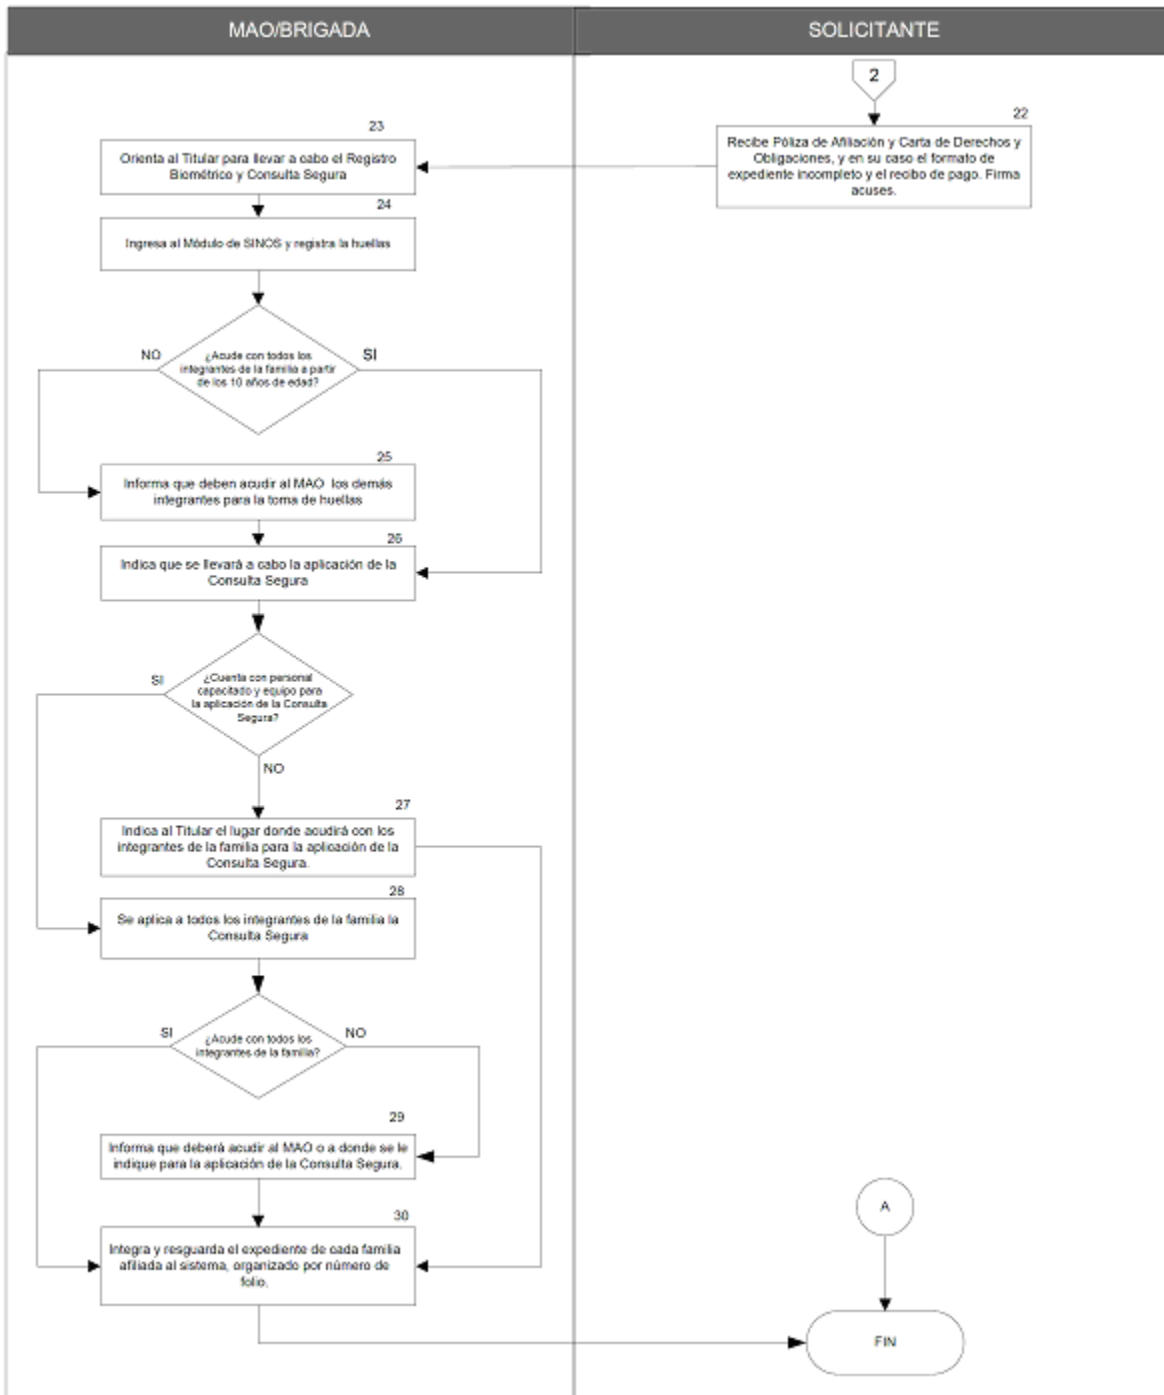 MAO/BRIGADA
SOLICITANTE
2
22
Recibe Póliza de Afiliación y Carta de Derechos y
Obligaciones, y en su caso el formato de
expediente incompleto y el recibo de pago. Firma
acuses.
23
Orienta al Titular para llevar a cabo el Registro
Biométrico y Consulta Segura
24
Ingresa al Módulo de SINOS y registra la huellas
¿Acude con todos los
integrantes de la familia a partir
de los 10 años de edad?
NO
SI
25
Informa que deben acudir al MAO los demás
integrantes para la toma de huellas
26
Indica que se llevará a cabo la aplicación de la
Consulta Segura
SI
¿Cuenta con personal
capacitado y equipo para
la aplicación de la Consulta
Segura?
NO
27
Indica al Titular el lugar donde acudirá con los
integrantes de la familia para la aplicación de la
Consulta Segura.
28
Se aplica a todos los integrantes de la familia la
Consulta Segura
SI
¿Acude con todos los
integrantes de la familia?
NO
29
Informa que deberá acudir al MAO o a donde se le
indique para la aplicación de la Consulta Segura.
30
Integra y resguarda el expediente de cada familia
afiliada al sistema, organizado por número de
folio.
A
FIN